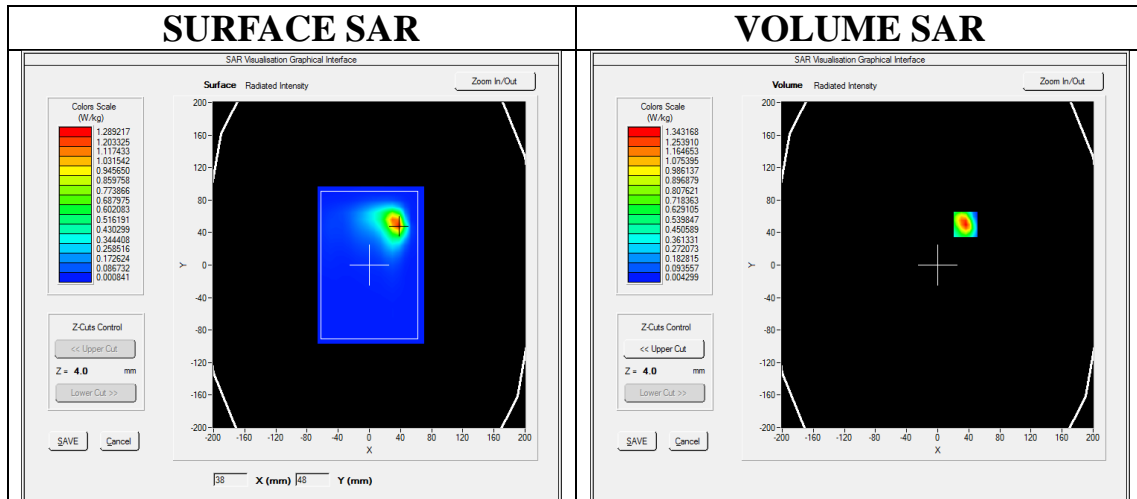 SURFACE SAR
SAR Visualisation Graphical Interface
Surface Radiated Intensity
Zoom In/Out
Colors Scale
(W/kg)
1.289217
1.203325
1.117433
1.031542
0.945650
0.859758
0.773866
0.687975
0.602083
0.516191
0.430299
0.344408
0.258516
0.172624
0.086732
0.000841
Z-Cuts Control
<< Upper Cut
Z = 4.0 mm
Lower Cut >>
SAVE Cancel
200
160
120
80
40
0
-40
-80
-120
-160
-200
Y
-200 -160 -120 -80 -40 0 40 80 120 160 200
X
38 X (mm) 48 Y (mm)
VOLUME SAR
SAR Visualisation Graphical Interface
Volume Radiated Intensity
Zoom In/Out
Colors Scale
(W/kg)
1.343168
1.253910
1.164653
1.075395
0.986137
0.896879
0.807621
0.718363
0.629105
0.539847
0.450589
0.361331
0.272073
0.182815
0.093557
0.004299
Z-Cuts Control
<< Upper Cut
Z = 4.0 mm
Lower Cut >>
SAVE Cancel
200
160
120
80
40
0
-40
-80
-120
-160
-200
Y
-200 -160 -120 -80 -40 0 40 80 120 160 200
X